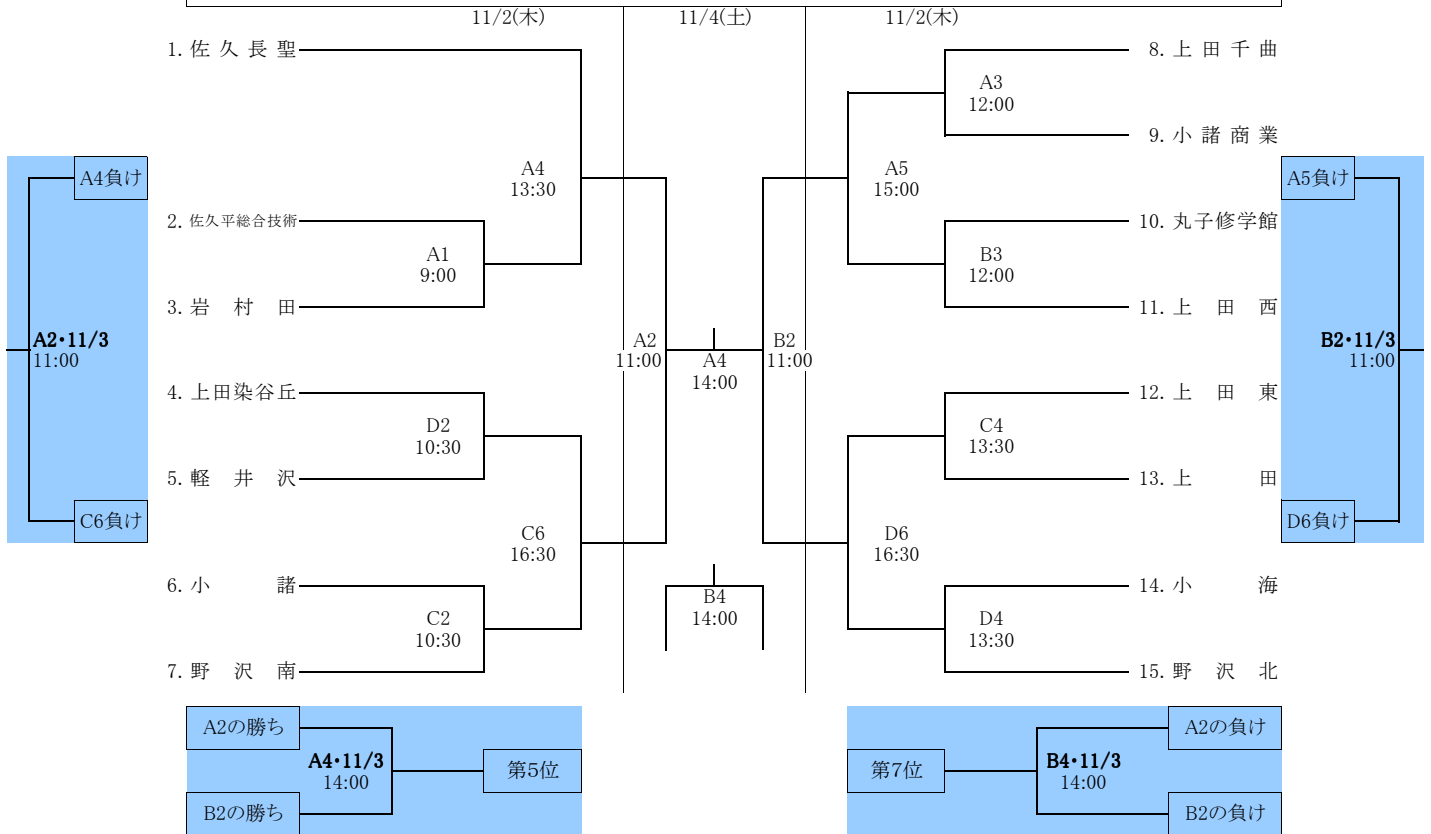 11/2(木) 11/4(土) 11/2(木)
1. 佐久長聖
2. 佐久平総合技術
3. 岩村田
4. 上田染谷丘
5. 軽井沢
6. 小諸
7. 野沢南
A4
13:30
A1
9:00
D2
10:30
C6
16:30
C2
10:30
A2
11:00
A4
14:00
B2
11:00
B4
14:00
8. 上田千曲
9. 小諸商業
10. 丸子修学館
11. 上田西
12. 上田東
13. 上田
14. 小海
15. 野沢北
A3
12:00
A5
15:00
B3
12:00
C4
13:30
D6
16:30
D4
13:30
A4負け
A2・11/3
11:00
C6負け
A5負け
B2・11/3
11:00
D6負け
A2の勝ち
A4・11/3
14:00
第5位
B2の勝ち
A2の負け
第7位
B4・11/3
14:00
B2の負け